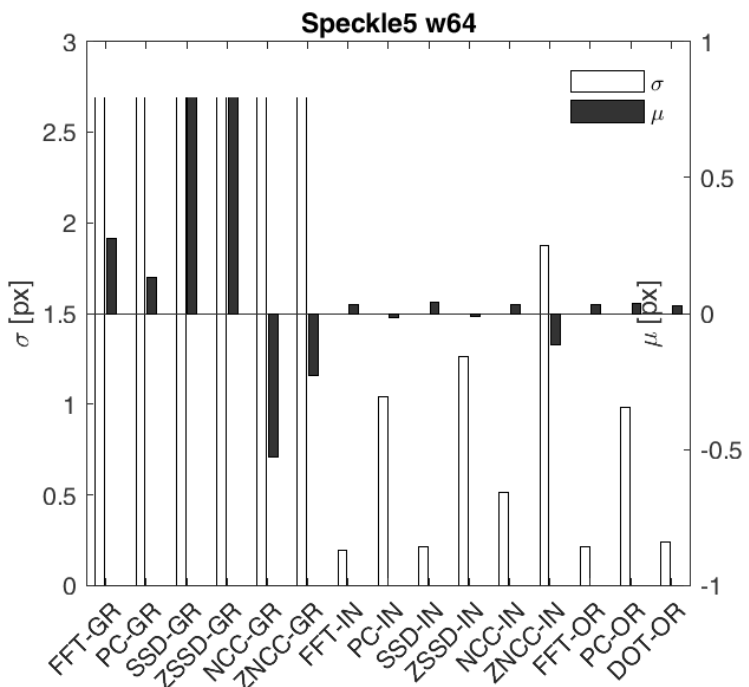 Speckle5 w64
σ
μ
3
2.5
2
1.5
1
0.5
0
1
0.5
0
-0.5
-1
σ [px]
μ [px]
FFT-GR
PC-GR
SSD-GR
ZSSD-GR
NCC-GR
ZNCC-GR
FFT-IN
PC-IN
SSD-IN
ZSSD-IN
NCC-IN
ZNCC-IN
FFT-OR
PC-OR
DOT-OR